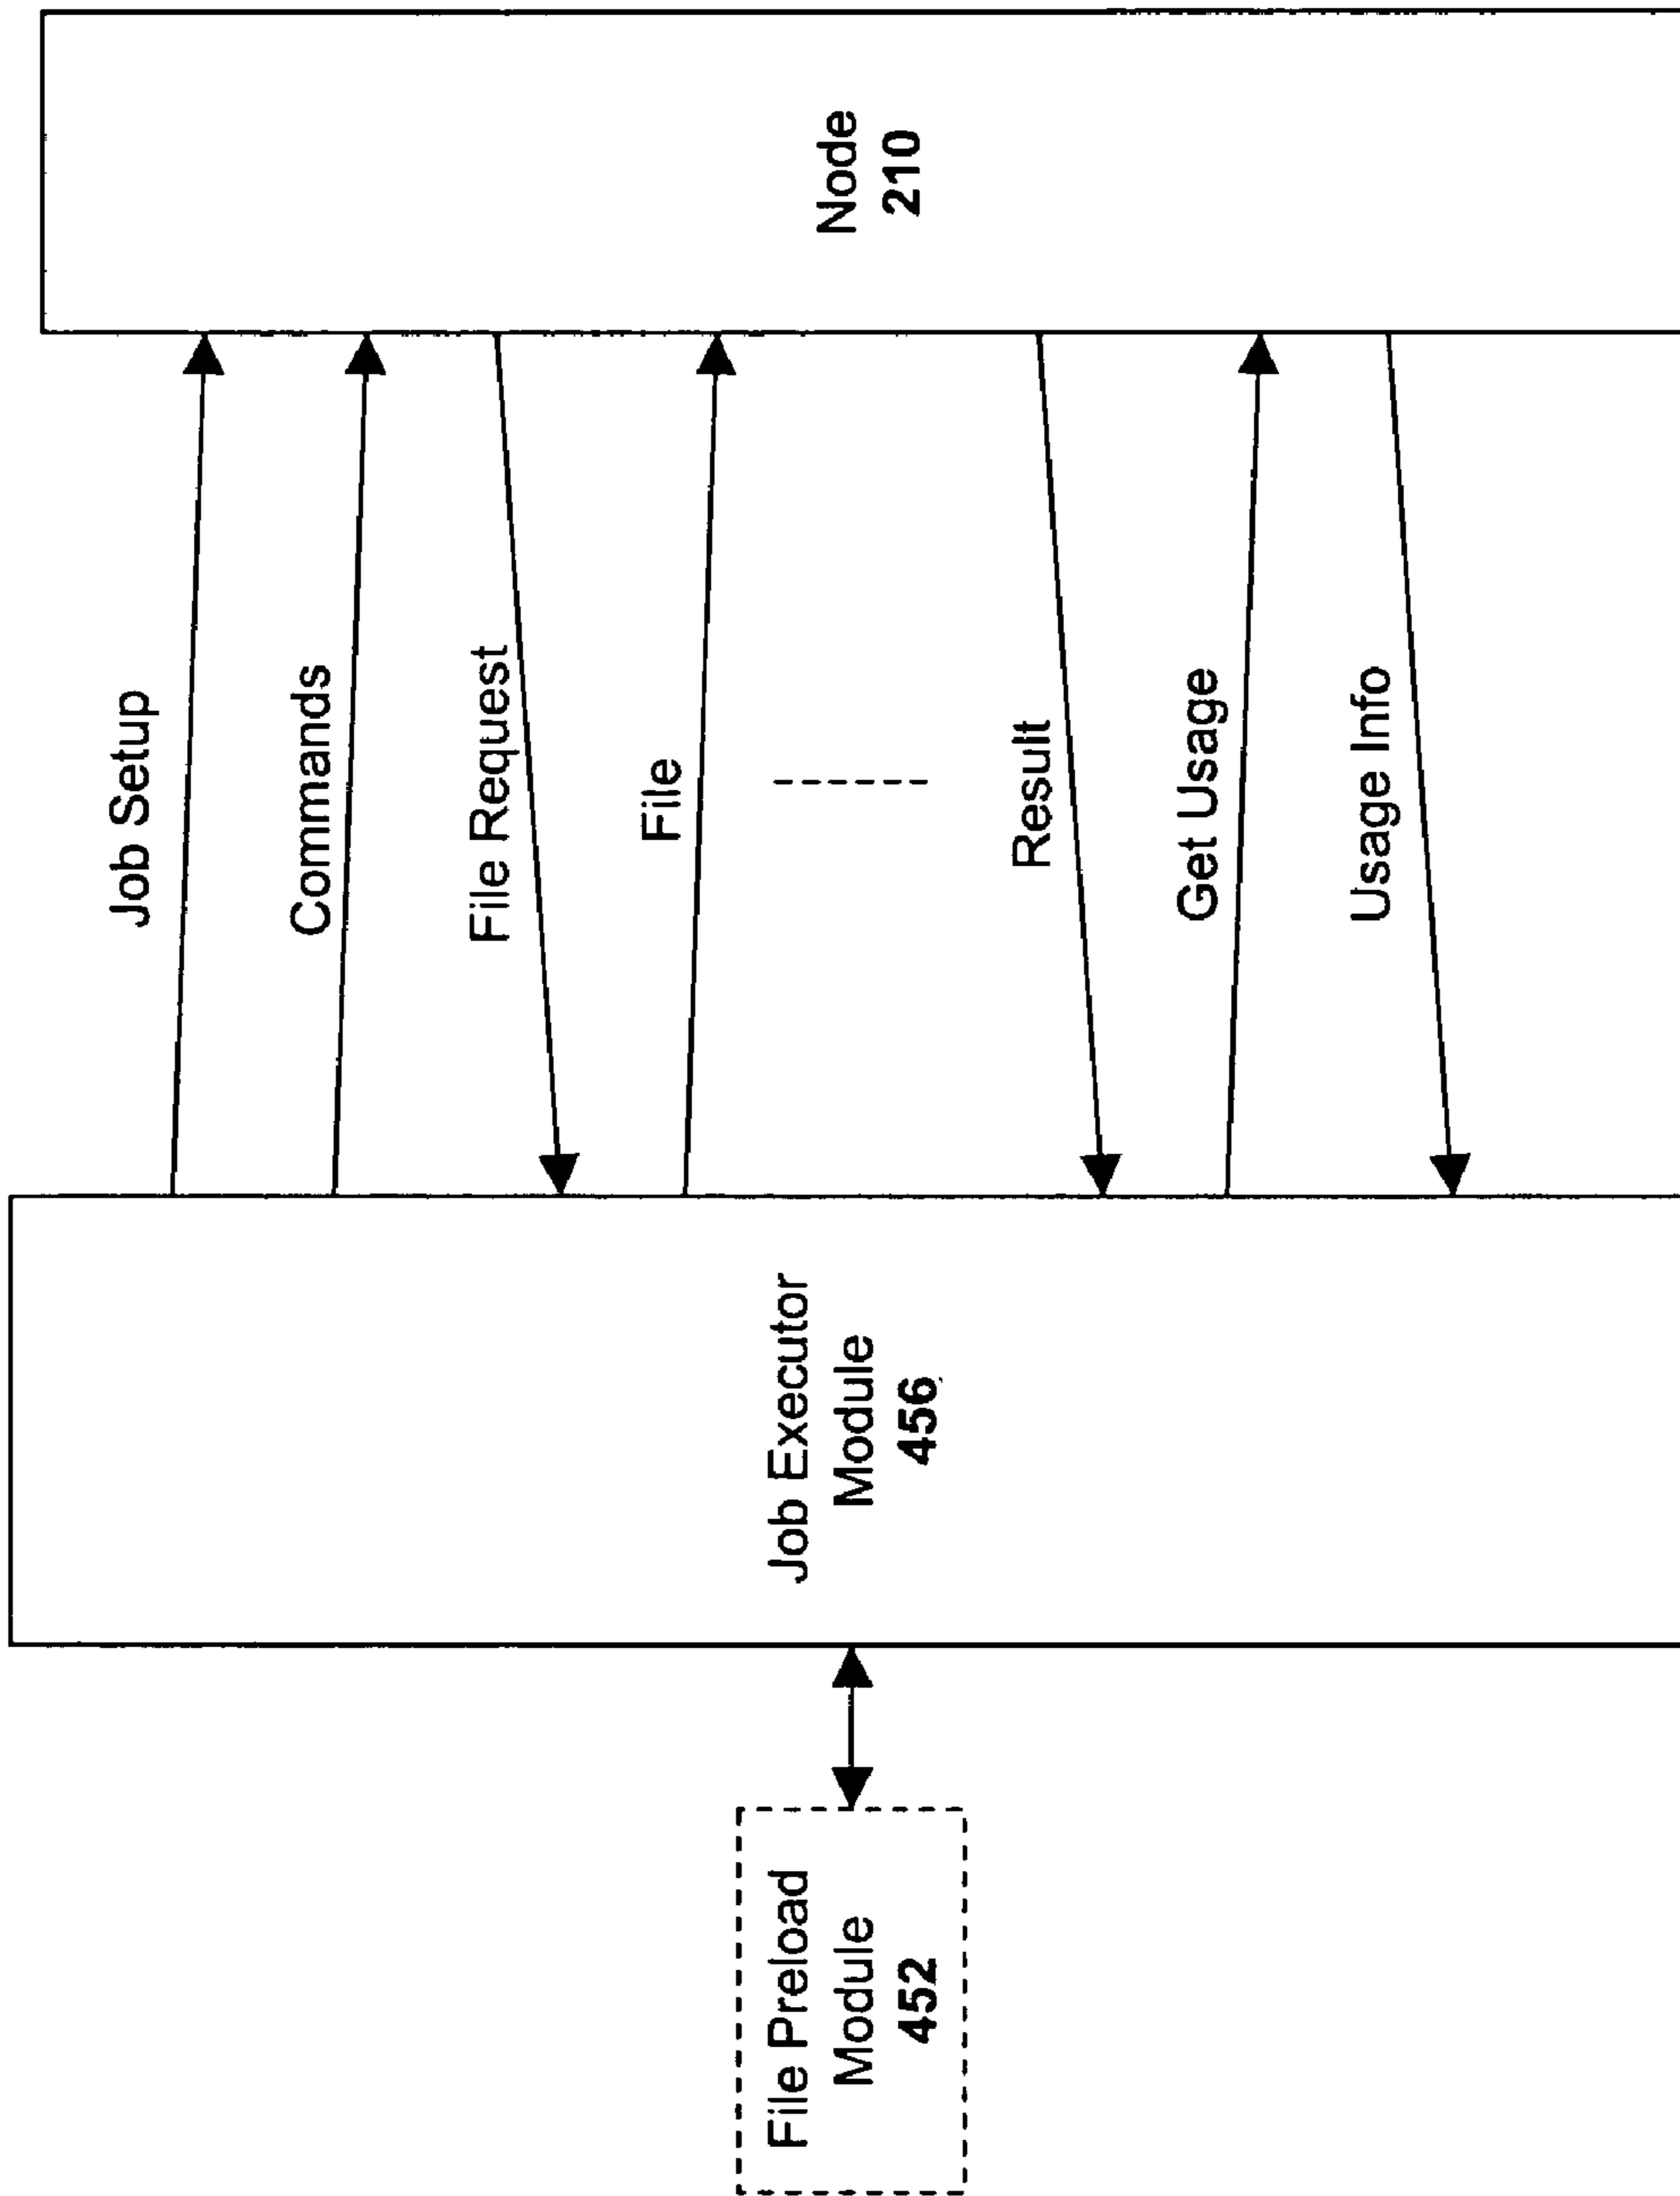 File Preload
Module
452
Job Executor
Module
456
Job Setup
Commands
File Request
File
Result
Get Usage
Usage Info
Node
210